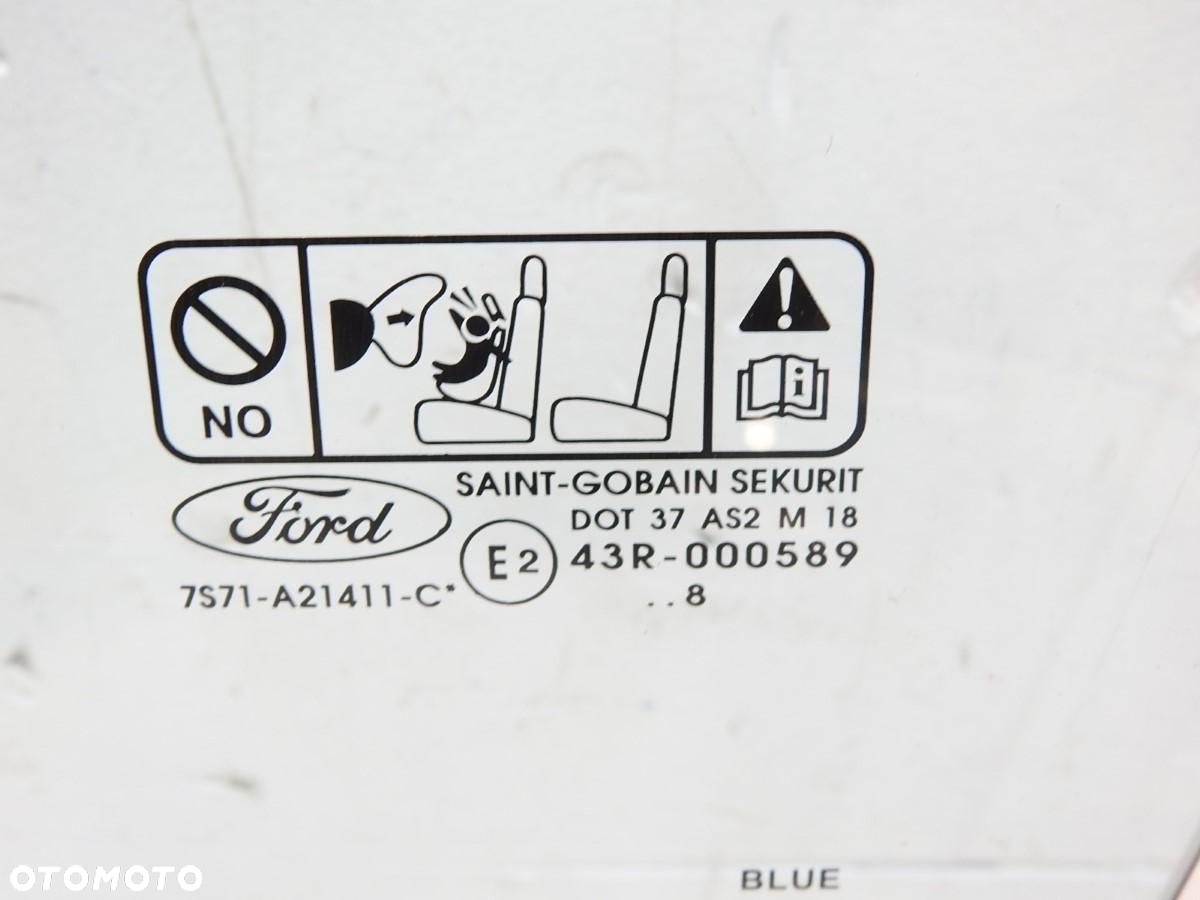 NO
i
SAINT-GOBAIN SEKURIT
Ford
DOT 37 AS2 M 18
E2
43R-000589
7S71-A21411-C*
..8
BLUE
OTOMOTO